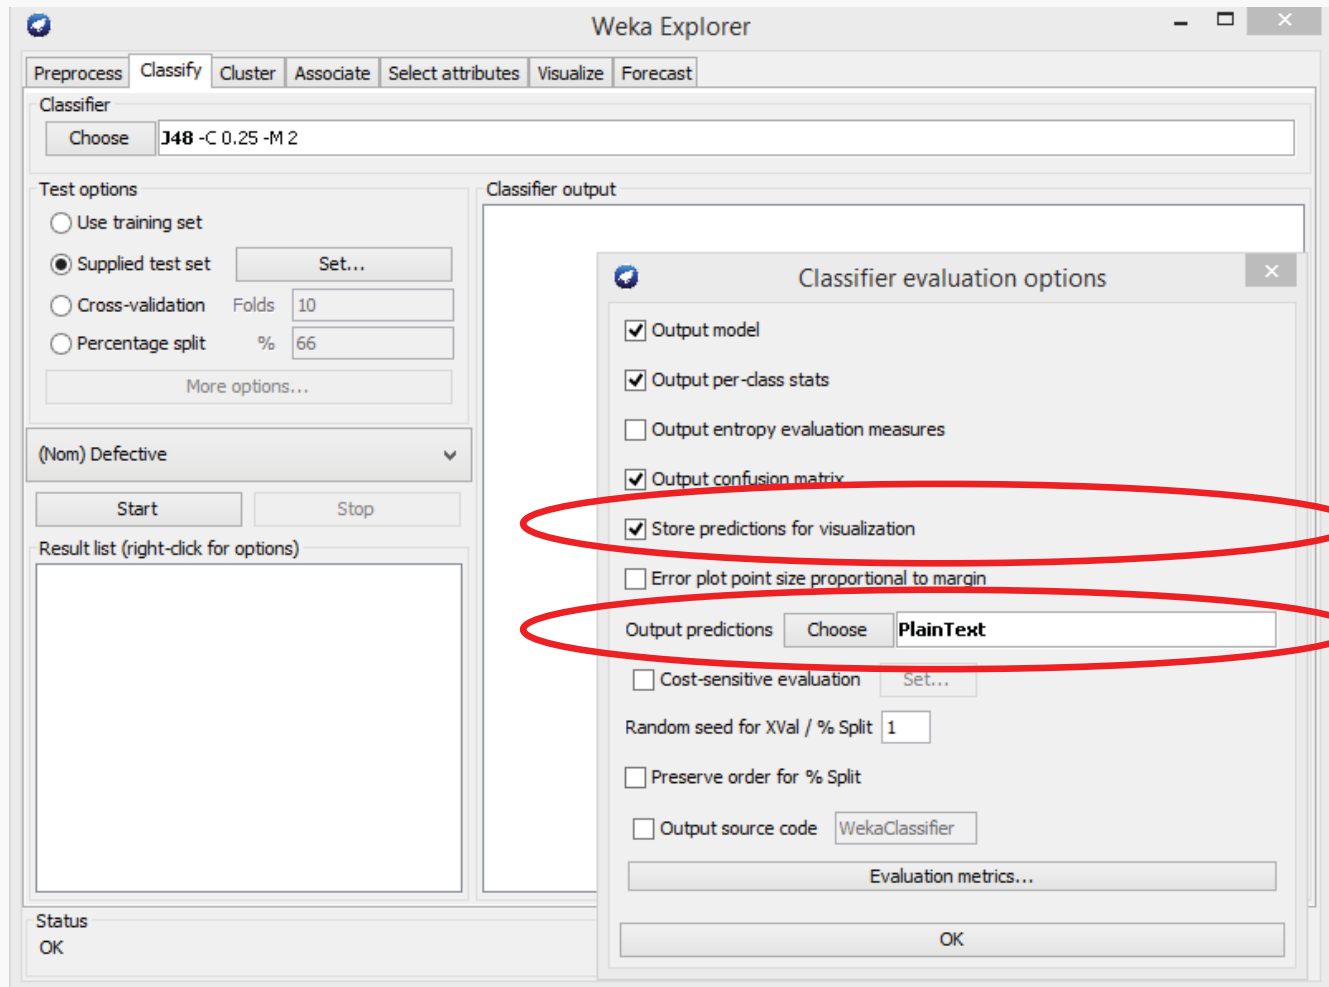 Weka Explorer
Preprocess Classify Cluster Associate Select attributes Visualize Forecast
Classifier
Choose J48 -C 0.25 -M 2
Test options
Use training set
Supplied test set Set...
Cross-validation Folds 10
Percentage split % 66
More options...
(Nom) Defective
Start Stop
Result list (right-click for options)
Classifier output
Classifier evaluation options
Output model
Output per-class stats
Output entropy evaluation measures
Output confusion matrix
Store predictions for visualization
Error plot point size proportional to margin
Output predictions Choose PlainText
Cost-sensitive evaluation Set...
Random seed for XVal / % Split 1
Preserve order for % Split
Output source code WekaClassifier
Evaluation metrics...
OK
Status
OK